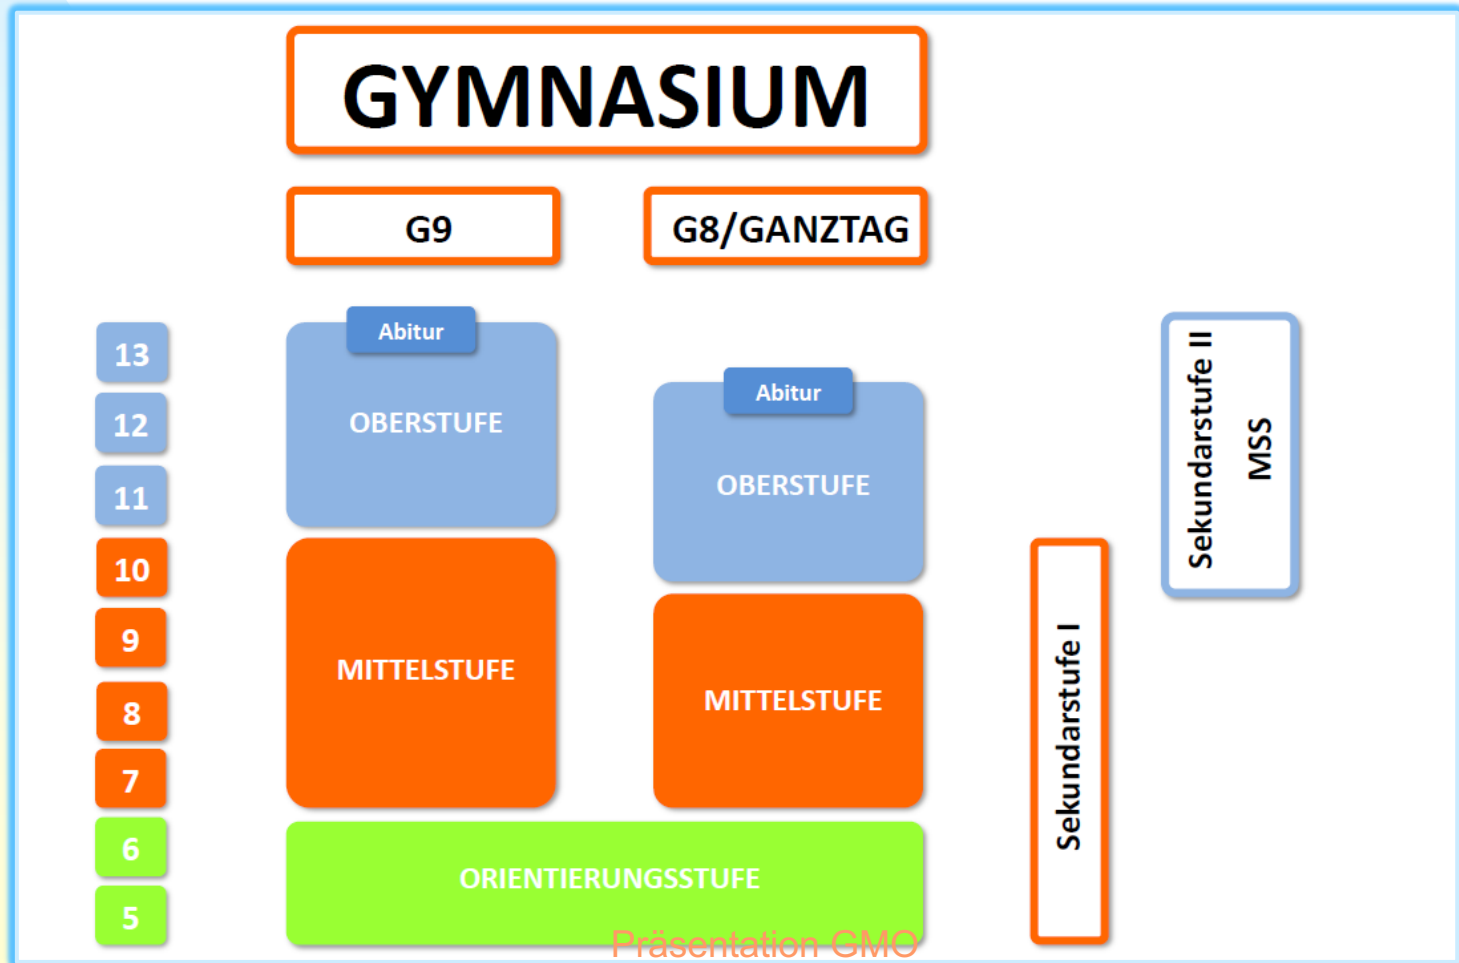 GYMNASIUM
G9
G8/GANZTAG
13
12
11
10
9
8
7
6
5
Abitur
OBERSTUFE
MITTELSTUFE
Abitur
OBERSTUFE
MITTELSTUFE
ORIENTIERUNGSSTUFE
Sekundarstufe I
Sekundarstufe II
MSS
Präsentation GMO